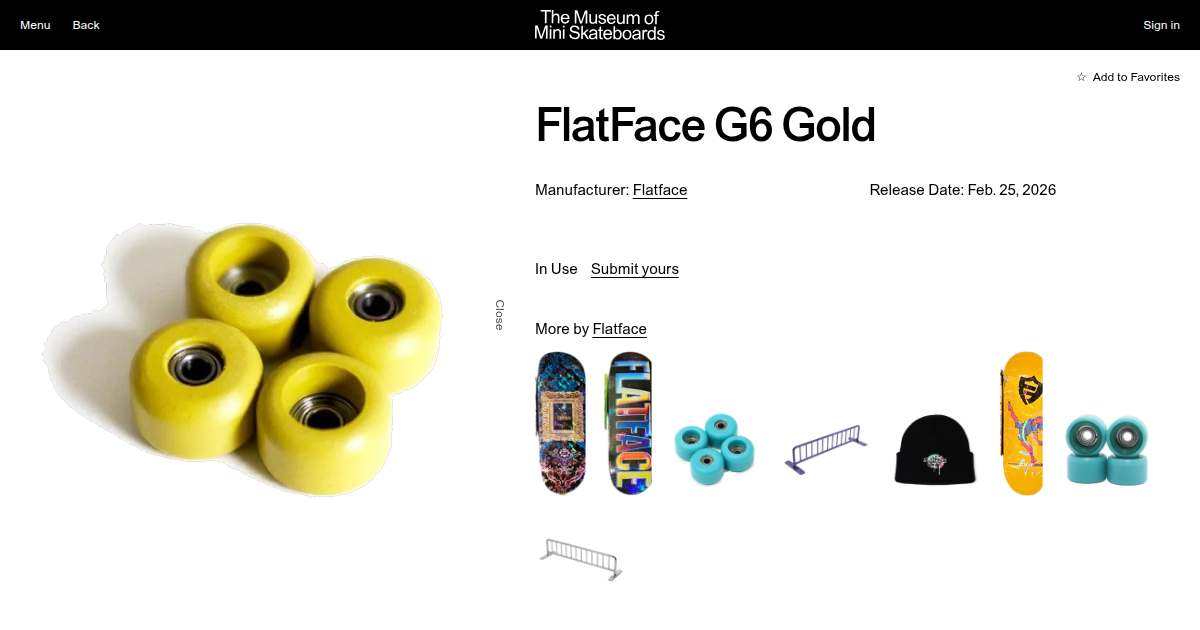 Menu
Back
The Museum of
Mini Skateboards
Sign in
☆ Add to Favorites
FlatFace G6 Gold
Manufacturer: Flatface
Release Date: Feb. 25, 2026
In Use
Submit yours
Close
More by Flatface
FLATFACE